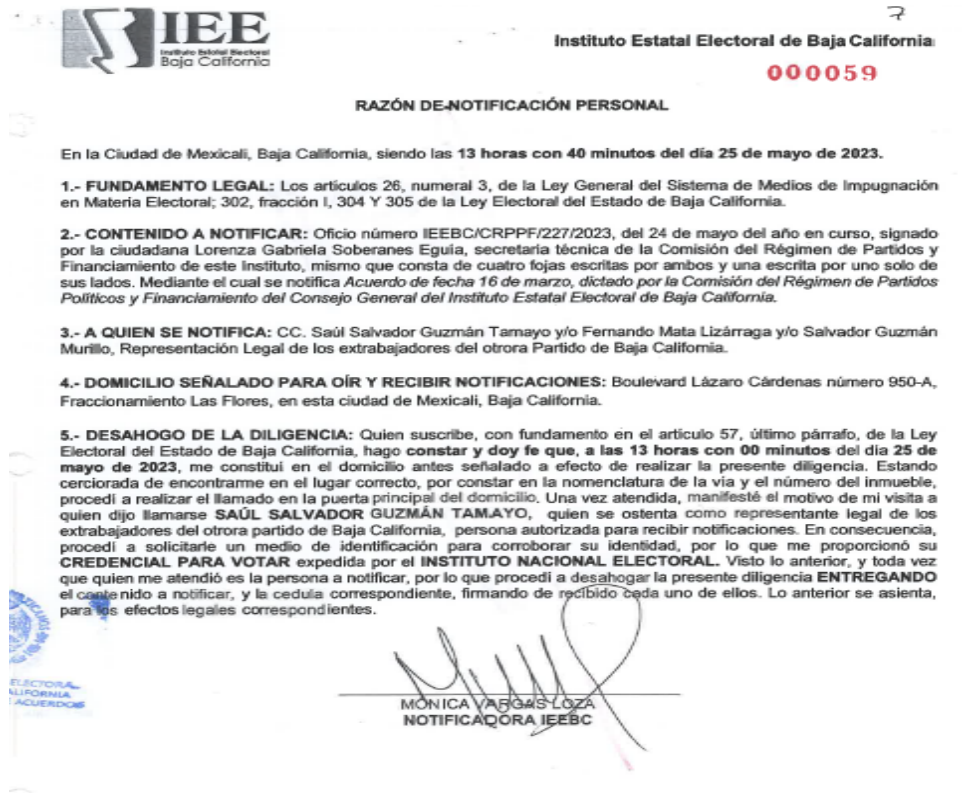 7
IEE
Instituto Estatal Electoral
Baja California
Instituto Estatal Electoral de Baja California
000059
RAZÓN DE NOTIFICACIÓN PERSONAL
En la Ciudad de Mexicali, Baja California, siendo las 13 horas con 40 minutos del día 25 de mayo de 2023.
1.- FUNDAMENTO LEGAL: Los artículos 26, numeral 3, de la Ley General del Sistema de Medios de Impugnación
en Materia Electoral; 302, fracción I, 304 Y 305 de la Ley Electoral del Estado de Baja California.
2.- CONTENIDO A NOTIFICAR: Oficio número IEEBC/CRPPF/227/2023, del 24 de mayo del año en curso, signado
por la ciudadana Lorenza Gabriela Soberanes Eguía, secretaria técnica de la Comisión del Régimen de Partidos y
Financiamiento de este Instituto, mismo que consta de cuatro fojas escritas por ambos y una escrita por uno solo de
sus lados. Mediante el cual se notifica Acuerdo de fecha 16 de marzo, dictado por la Comisión del Régimen de Partidos
Políticos y Financiamiento del Consejo General del Instituto Estatal Electoral de Baja California.
3.- A QUIEN SE NOTIFICA: CC. Saúl Salvador Guzmán Tamayo y/o Fernando Mata Lizárraga y/o Salvador Guzmán
Murillo, Representación Legal de los extrabajadores del otrora Partido de Baja California.
4.- DOMICILIO SEÑALADO PARA OÍR Y RECIBIR NOTIFICACIONES: Boulevard Lázaro Cárdenas número 950-A,
Fraccionamiento Las Flores, en esta ciudad de Mexicali, Baja California.
5.- DESAHOGO DE LA DILIGENCIA: Quien suscribe, con fundamento en el artículo 57, último párrafo, de la Ley
Electoral del Estado de Baja California, hago constar y doy fe que, a las 13 horas con 00 minutos del día 25 de
mayo de 2023, me constituí en el domicilio antes señalado a efecto de realizar la presente diligencia. Estando
cerciorada de encontrarme en el lugar correcto, por constar en la nomenclatura de la vía y el número del inmueble,
procedí a realizar el llamado en la puerta principal del domicilio. Una vez atendida, manifesté el motivo de mi visita a
quien dijo llamarse SAÚL SALVADOR GUZMÁN TAMAYO, quien se ostenta como representante legal de los
extrabajadores del otrora partido de Baja California, persona autorizada para recibir notificaciones. En consecuencia,
procedí a solicitarle un medio de identificación para corroborar su identidad, por lo que me proporcionó su
CREDENCIAL PARA VOTAR expedida por el INSTITUTO NACIONAL ELECTORAL. Visto lo anterior, y toda vez
que quien me atendió es la persona a notificar, por lo que procedí a desahogar la presente diligencia ENTREGANDO
el contenido a notificar, y la cedula correspondiente, firmando de recibido cada uno de ellos. Lo anterior se asienta,
para los efectos legales correspondientes.
ELECTORA
ALIFORNIA
ACUERDOS
MÓNICA VARGAS LOZA
NOTIFICADORA IEEBC